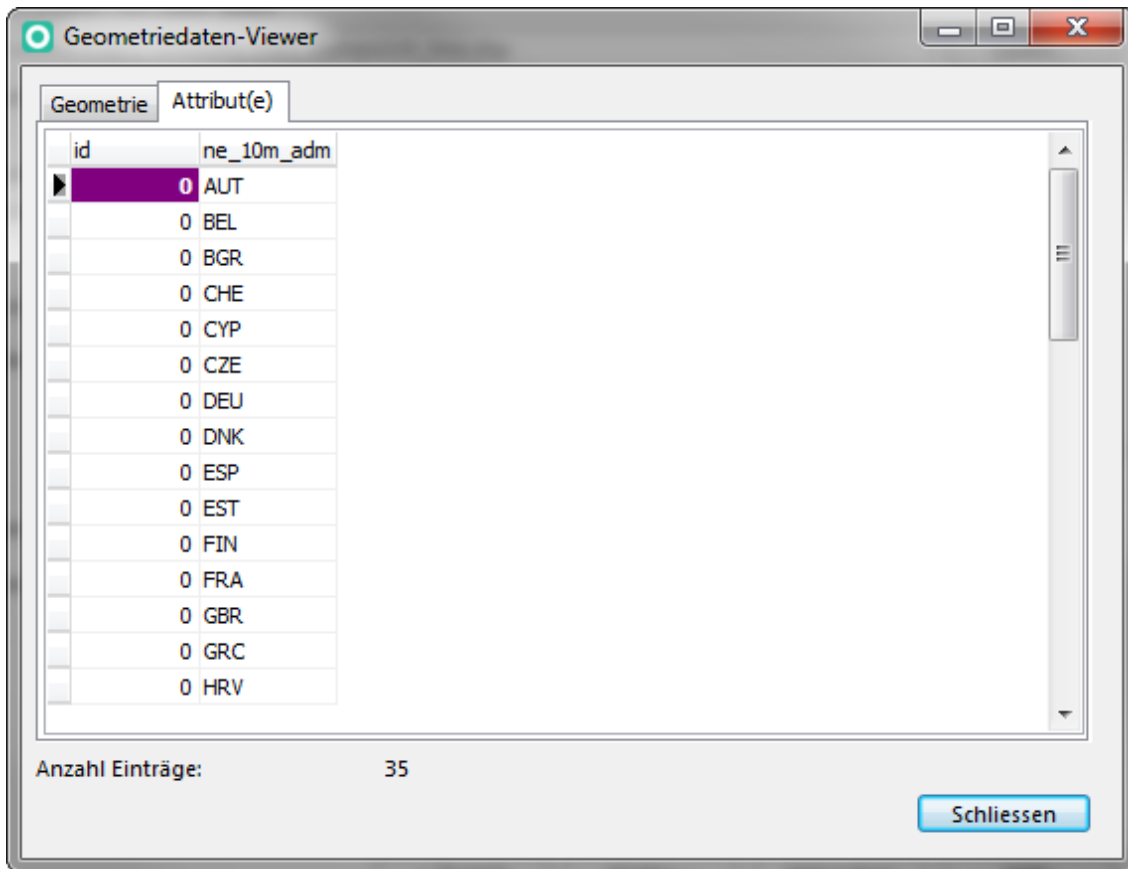 Geometriedaten-Viewer
Geometrie Attribut(e)
id ne_10m_adm
0 AUT
0 BEL
0 BGR
0 CHE
0 CYP
0 CZE
0 DEU
0 DNK
0 ESP
0 EST
0 FIN
0 FRA
0 GBR
0 GRC
0 HRV
Anzahl Einträge: 35
Schliessen